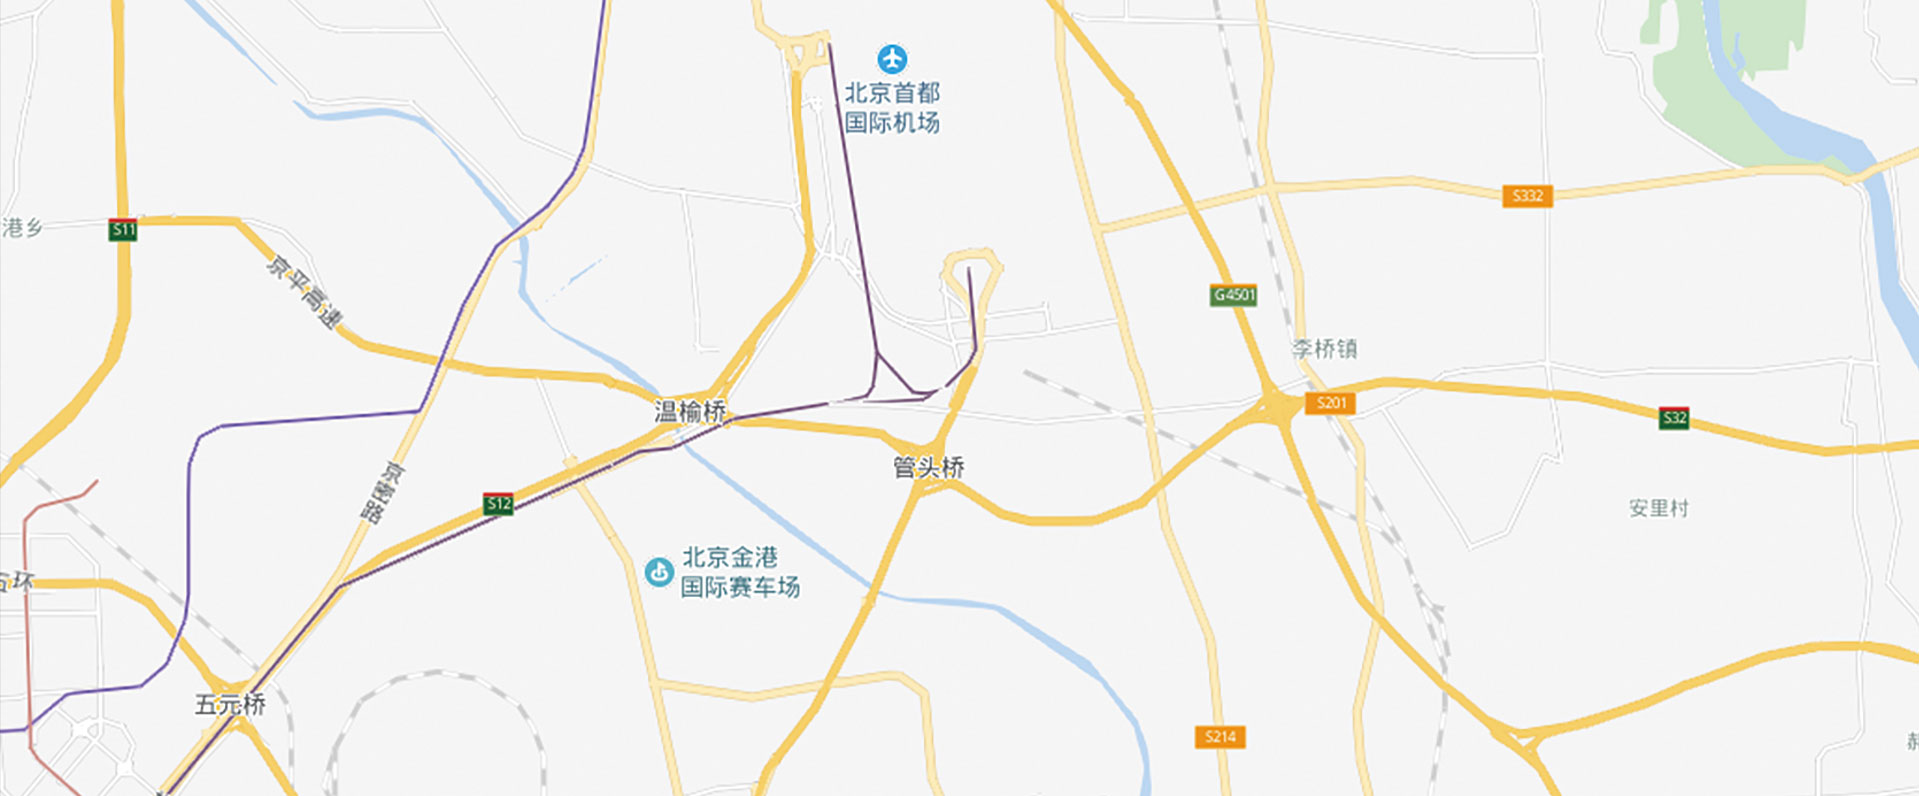 北京首都
国际机场
S332
港乡
S11
京平高速
G4501
李桥镇
S201
温榆桥
S32
管头桥
京密路
S12
安里村
北京金港
国际赛车场
环
五元桥
S214